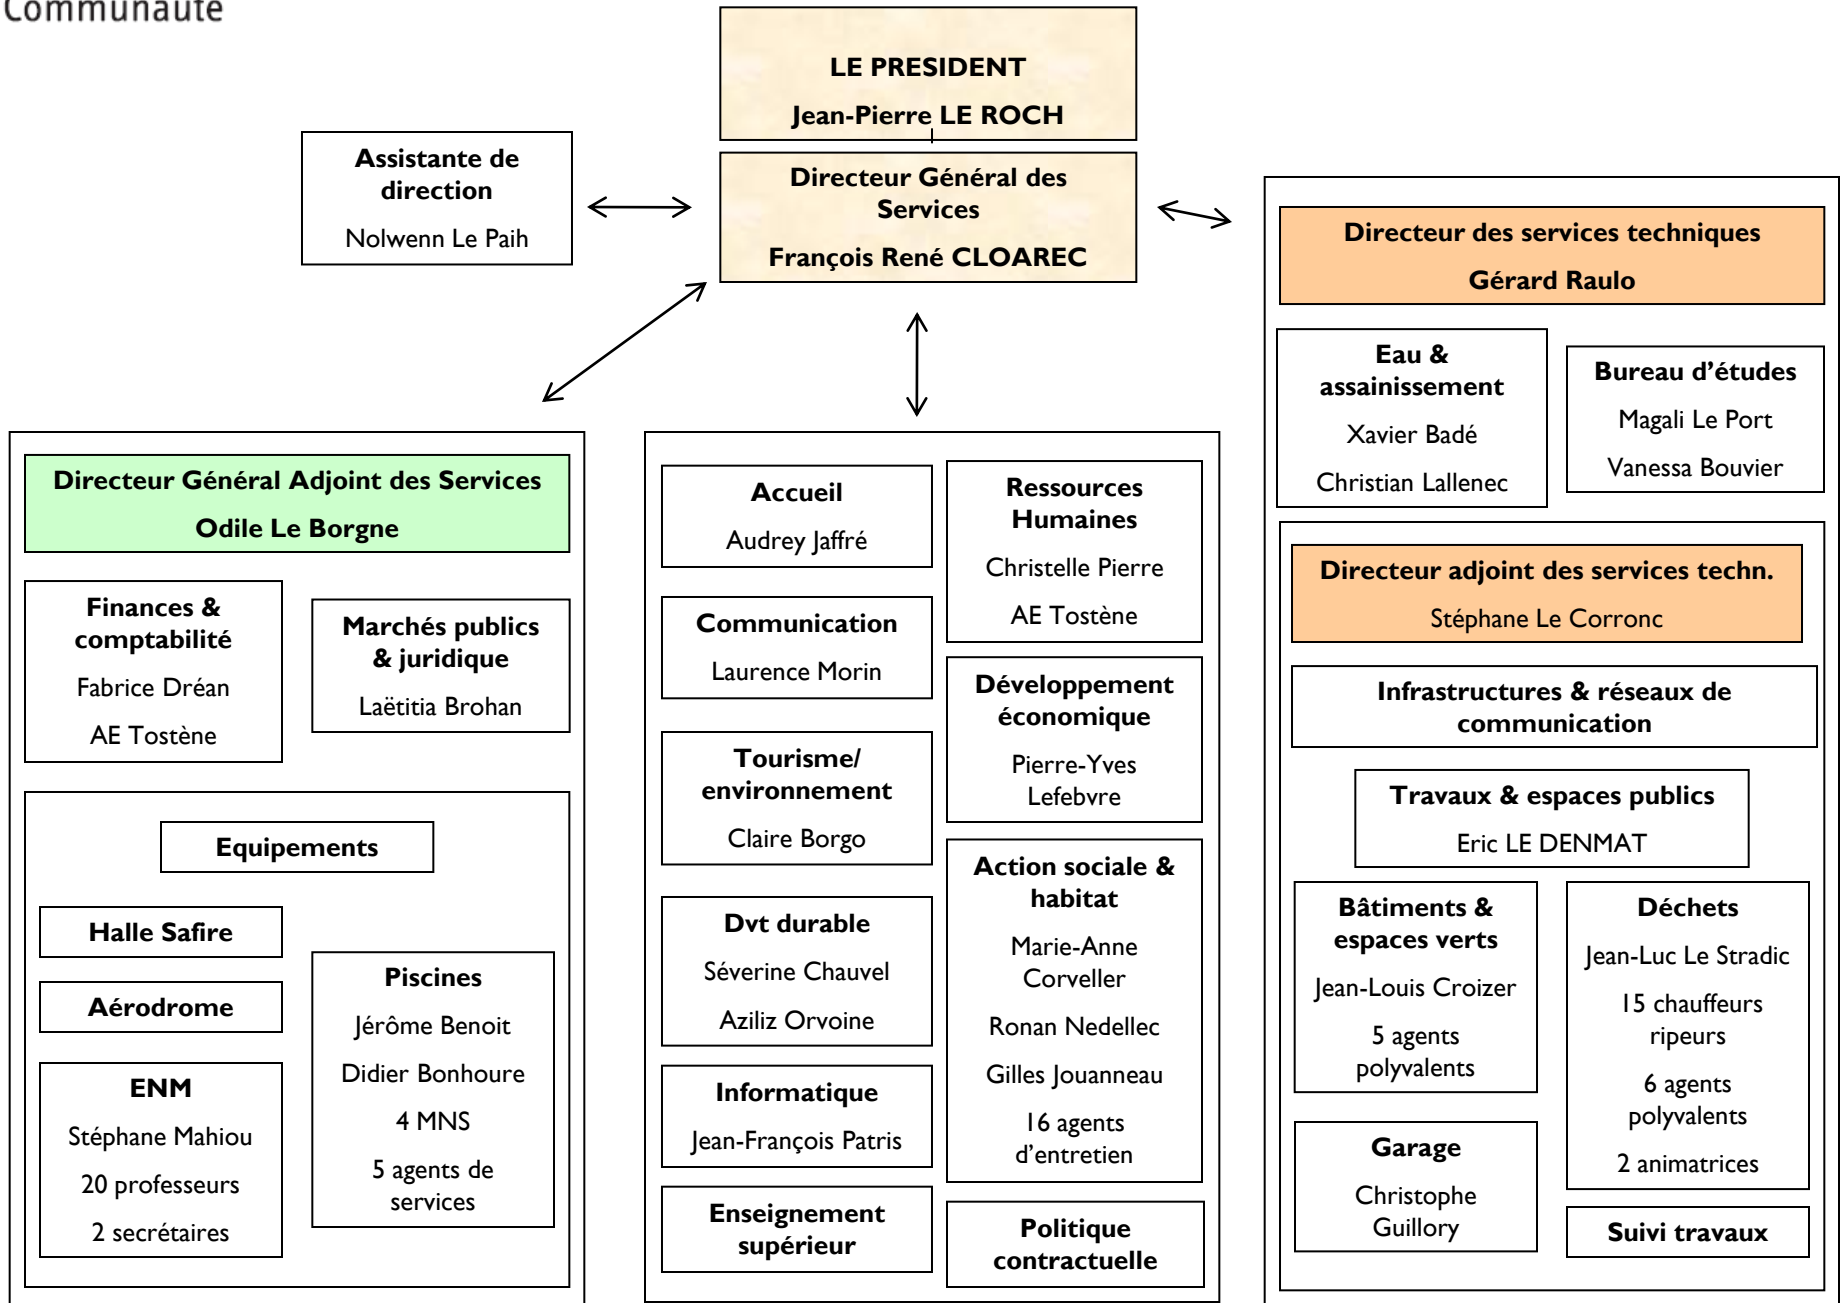 Communauté
LE PRESIDENT
Jean-Pierre LE ROCH
Assistante de
direction
Nolwenn Le Paih
Directeur Général des
Services
François René CLOAREC
Directeur Général Adjoint des Services
Odile Le Borgne
Finances &
comptabilité
Fabrice Dréan
AE Tostène
Marchés publics
& juridique
Laëtitia Brohan
Equipements
Halle Safire
Aérodrome
ENM
Stéphane Mahiou
20 professeurs
2 secrétaires
Piscines
Jérôme Benoit
Didier Bonhoure
4 MNS
5 agents de
services
Accueil
Audrey Jaffré
Communication
Laurence Morin
Tourisme/
environnement
Claire Borgo
Dvt durable
Séverine Chauvel
Aziliz Orvoine
Informatique
Jean-François Patris
Enseignement
supérieur
Ressources
Humaines
Christelle Pierre
AE Tostène
Développement
économique
Pierre-Yves
Lefebvre
Action sociale &
habitat
Marie-Anne
Corveller
Ronan Nedellec
Gilles Jouanneau
16 agents
d'entretien
Politique
contractuelle
Directeur des services techniques
Gérard Raulo
Eau &
assainissement
Xavier Badé
Christian Lallenec
Bureau d'études
Magali Le Port
Vanessa Bouvier
Directeur adjoint des services techn.
Stéphane Le Corronc
Infrastructures & réseaux de
communication
Travaux & espaces publics
Eric LE DENMAT
Bâtiments &
espaces verts
Jean-Louis Croizer
5 agents
polyvalents
Garage
Christophe
Guillory
Déchets
Jean-Luc Le Stradic
15 chauffeurs
ripeurs
6 agents
polyvalents
2 animatrices
Suivi travaux